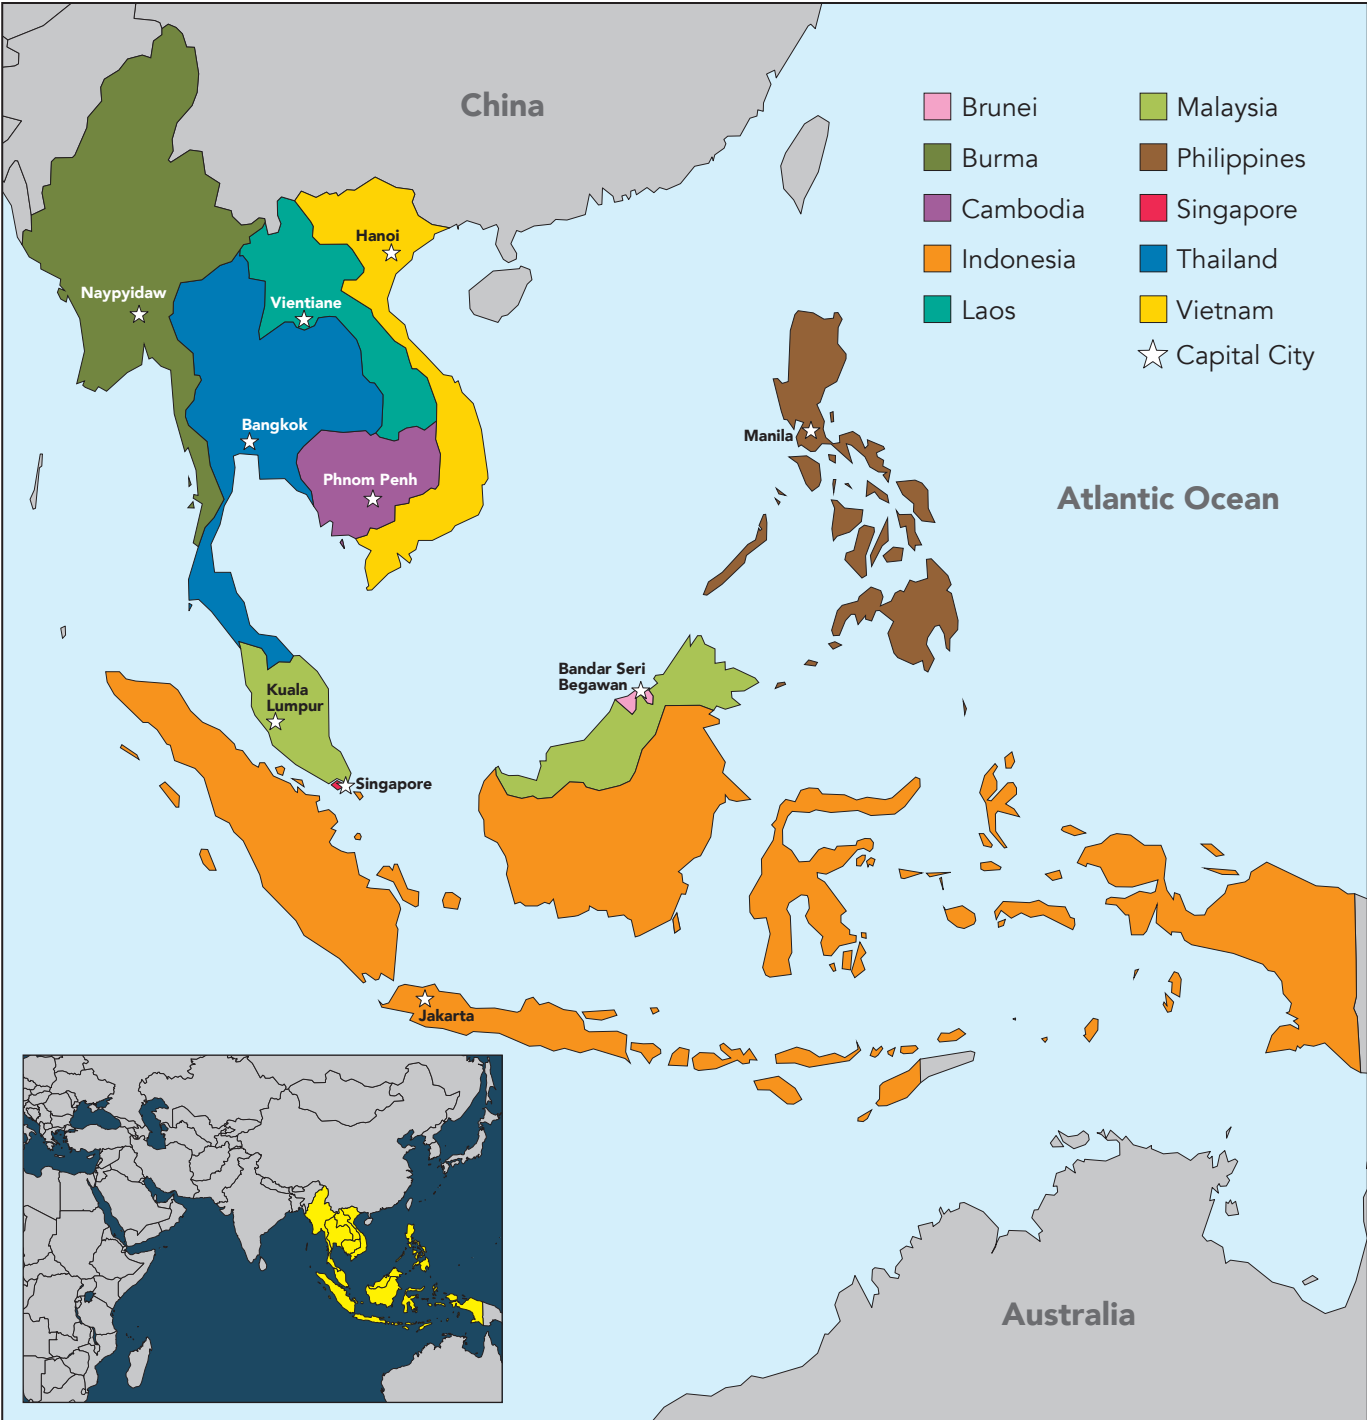 China
Brunei
Burma
Cambodia
Indonesia
Laos
Malaysia
Philippines
Singapore
Thailand
Vietnam
Capital City
Hanoi
Naypyidaw
Vientiane
Bangkok
Manila
Phnom Penh
Atlantic Ocean
Bandar Seri
Begawan
Kuala
Lumpur
Singapore
Jakarta
Australia